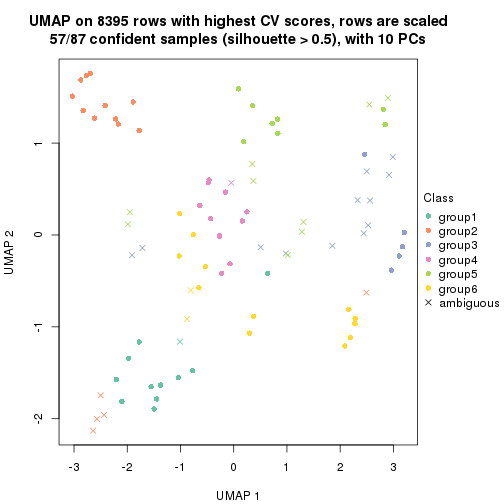 UMAP on 8395 rows with highest CV scores, rows are scaled
57/87 confident samples (silhouette > 0.5), with 10 PCs
1
0
-1
-2
UMAP 2
-3
-2
-1
0
1
2
3
UMAP 1
Class
group1
group2
group3
group4
group5
group6
ambiguous